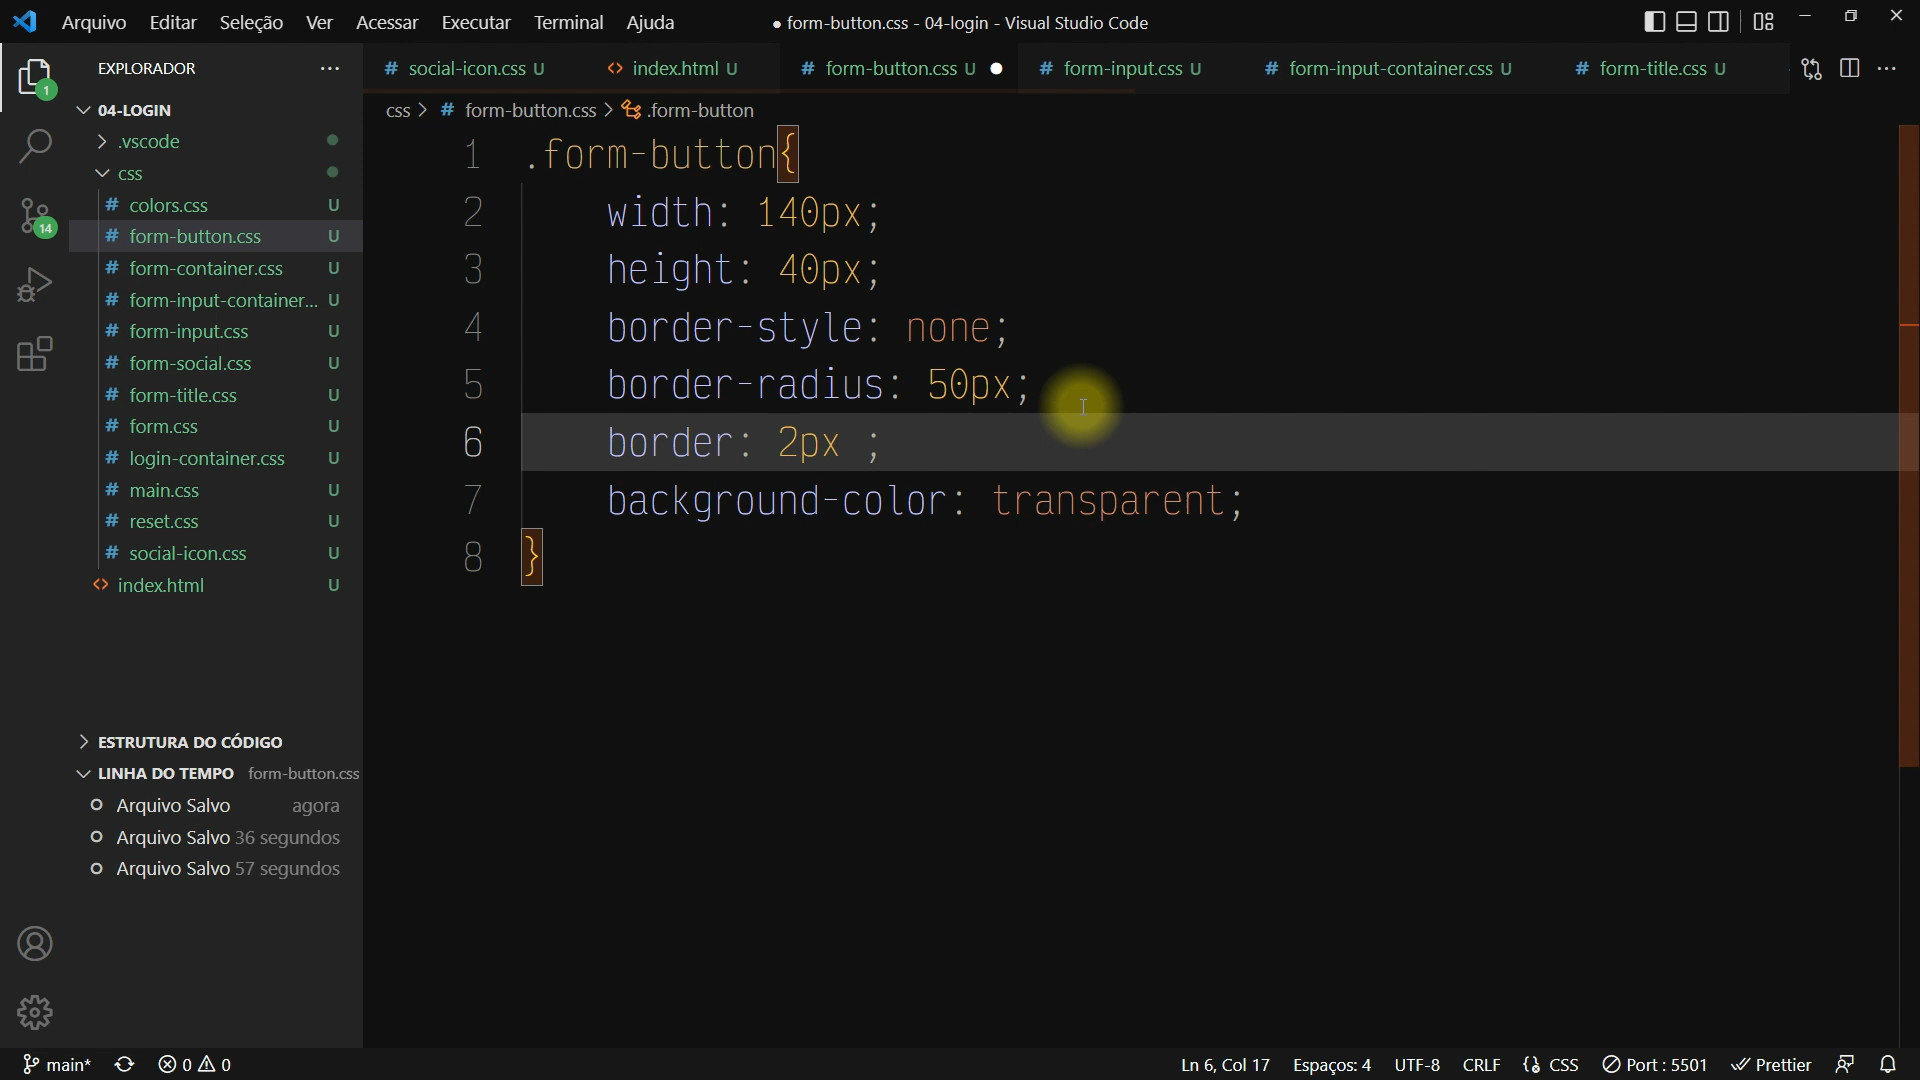 Arquivo Editar Seleção Ver Acessar Executar Terminal Ajuda
● form-button.css - 04-login - Visual Studio Code
EXPLORADOR ...
# social-icon.css U <> index.html U # form-button.css U ● # form-input.css U # form-input-container.css U # form-title.css U
css > # form-button.css > .form-button
1
14
04-LOGIN
.vscode
css
# colors.css U
# form-button.css U
# form-container.css U
# form-input-container... U
# form-input.css U
# form-social.css U
# form-title.css U
# form.css U
# login-container.css U
# main.css U
# reset.css U
# social-icon.css U
<> index.html U
ESTRUTURA DO CÓDIGO
LINHA DO TEMPO form-button.css
Arquivo Salvo agora
Arquivo Salvo 36 segundos
Arquivo Salvo 57 segundos
1 .form-button{
2 width: 140px;
3 height: 40px;
4 border-style: none;
5 border-radius: 50px;
6 border: 2px ;
7 background-color: transparent;
8 }
main* 0 0 Ln 6, Col 17 Espaços: 4 UTF-8 CRLF {} CSS Port : 5501 Prettier